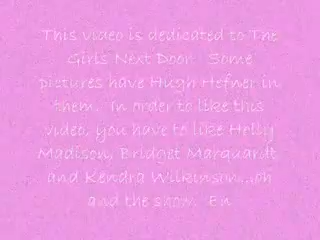 This video is dedicated to The
Girls Next Door. Some
pictures have Hugh Hefner in
them. In order to like this
video, you have to like Holly
Madison, Bridget Marquardt
and Kendra Wilkinson...oh
and the show. En